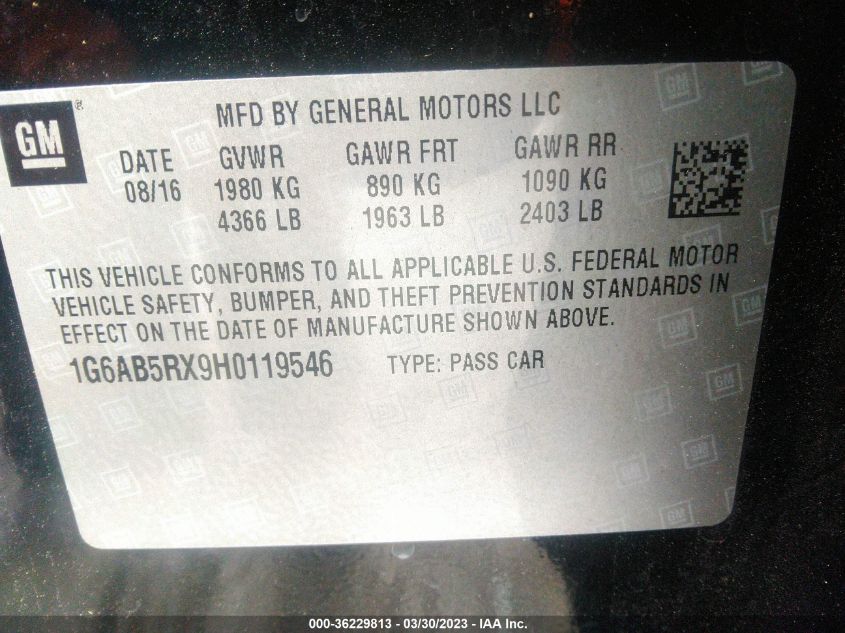 GM
MFD BY GENERAL MOTORS LLC
DATE GVWR GAWR FRT GAWR RR
08/16 1980 KG 890 KG 1090 KG
4366 LB 1963 LB 2403 LB
THIS VEHICLE CONFORMS TO ALL APPLICABLE U.S. FEDERAL MOTOR
VEHICLE SAFETY, BUMPER, AND THEFT PREVENTION STANDARDS IN
EFFECT ON THE DATE OF MANUFACTURE SHOWN ABOVE.
1G6AB5RX9H0119546 TYPE: PASS CAR
000-36229813 - 03/30/2023 - IAA Inc.